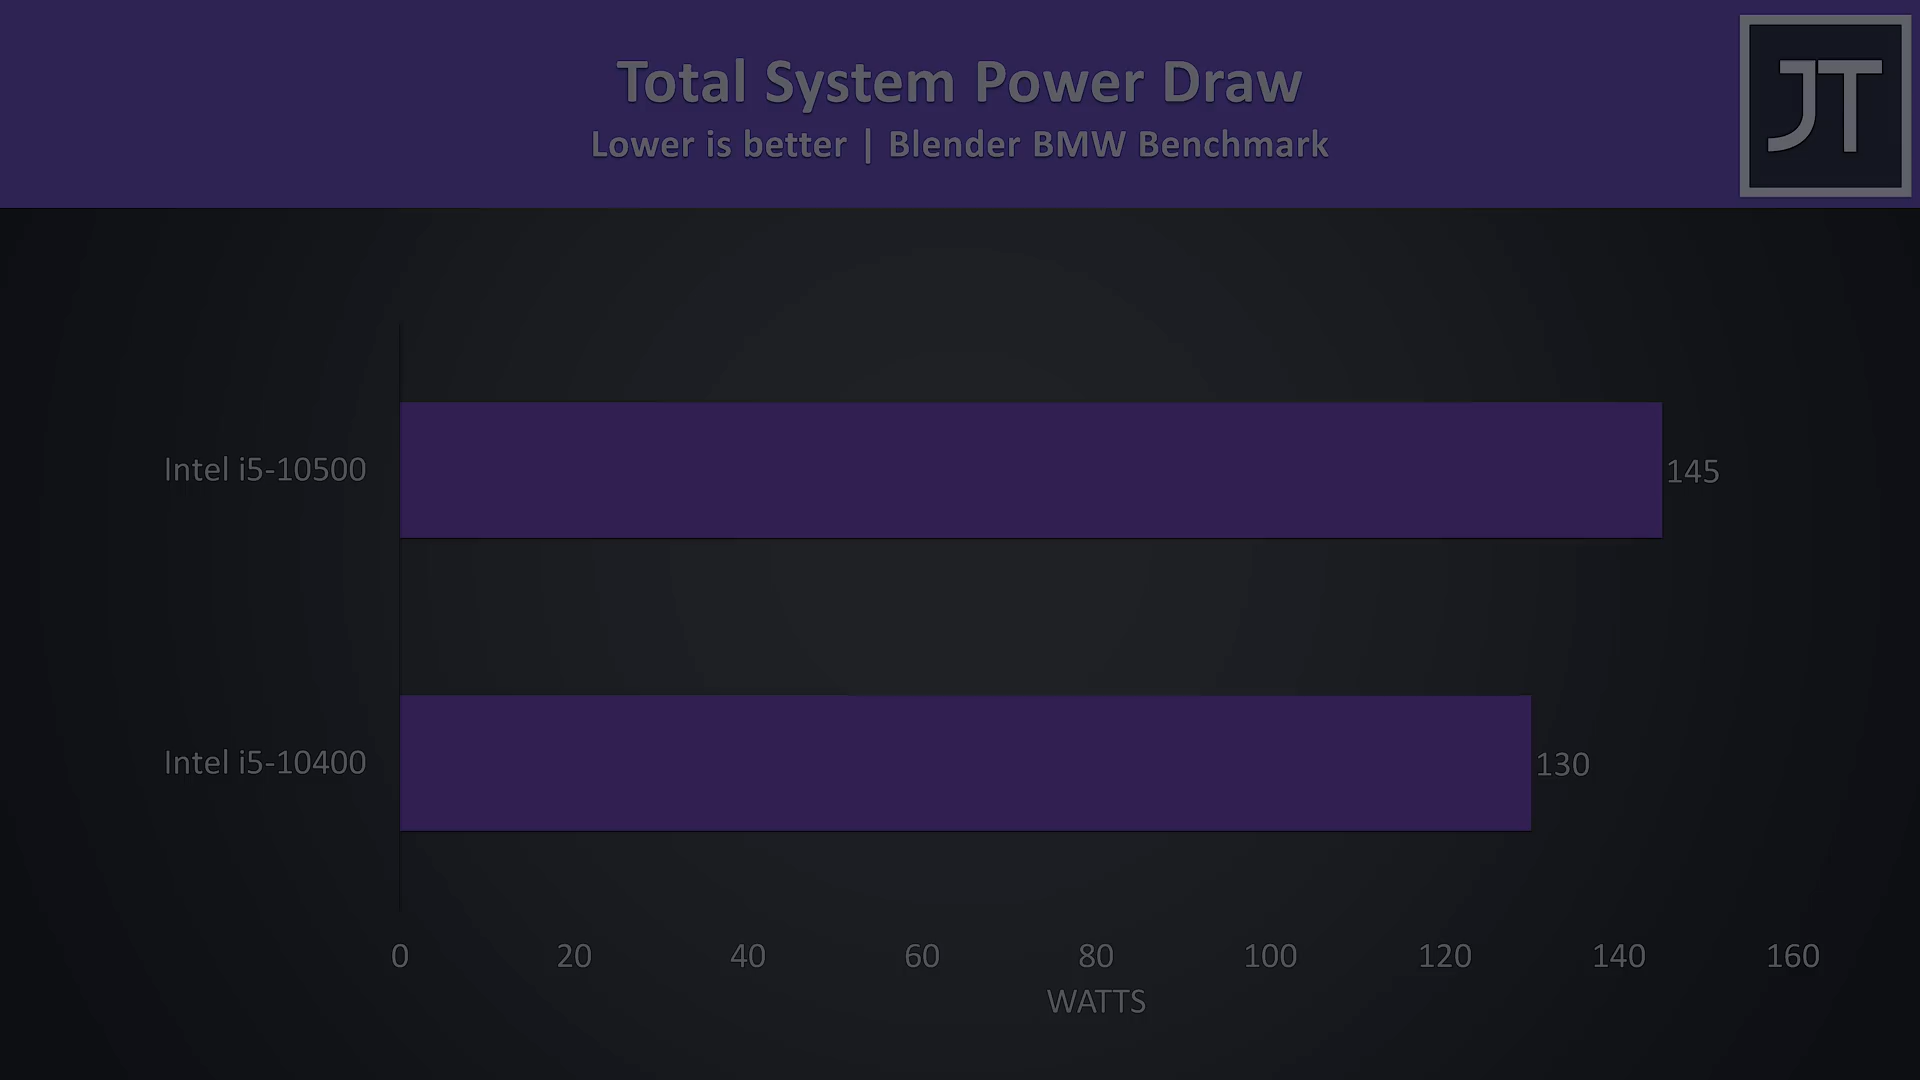 Total System Power Draw
Lower is better | Blender BMW Benchmark
JT
Intel i5-10500
145
Intel i5-10400
130
0 20 40 60 80 100 120 140 160
WATTS